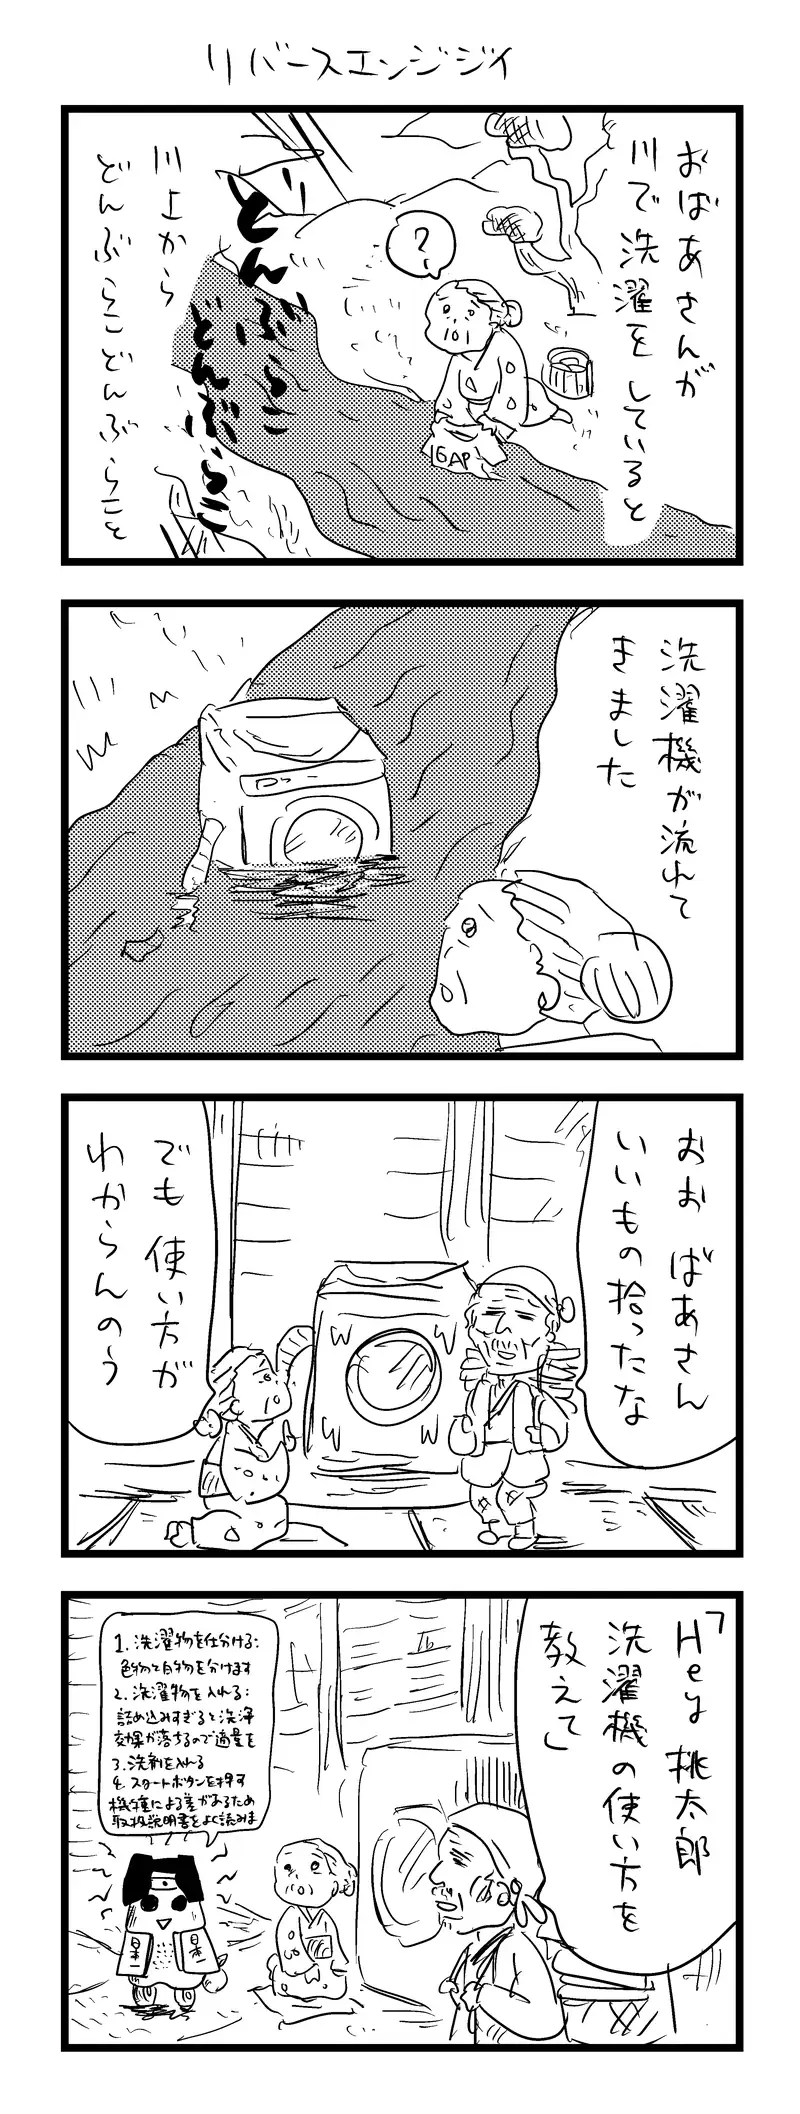 リバースエンジジイ
おばあさんが
川で洗濯をしていると
?
GAP
どんぶらこ
どんぶらこ
川上から
どんぶらこどんぶらこと
洗濯機が流れて
きました
おお ばあさん
いいもの拾ったな
でも 使い方が
わからんのう
「Hey 桃太郎
洗濯機の使い方を
教えて」
1. 洗濯物を仕分ける:
色物と白物を分けます
2. 洗濯物を入れる:
詰め込みすぎると洗浄
効果が落ちるので適量を
3. 洗剤を入れる
4. スタートボタンを押す
機種による差があるため
取扱説明書をよく読みま
日本一
日本一